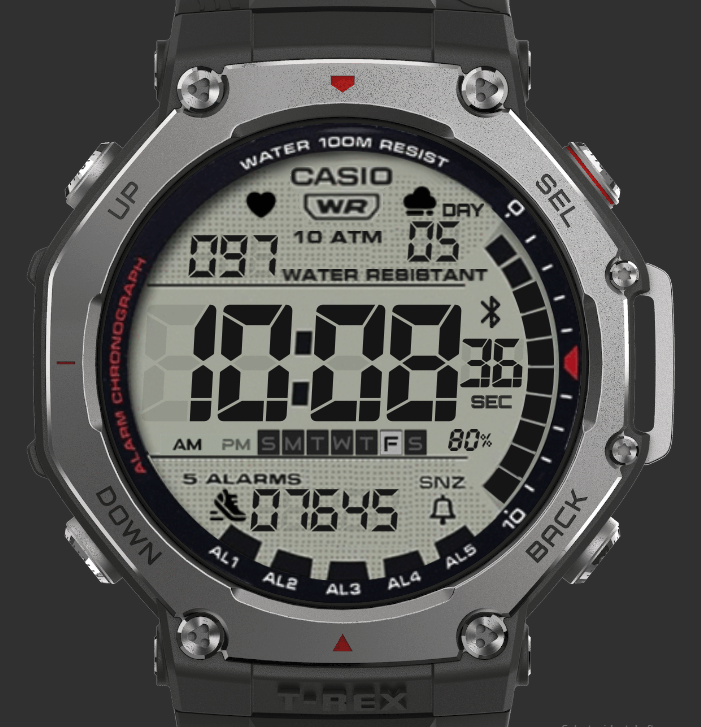 WATER 100M RESIST
CASIO
WR
DAY
UP
SEL
0
10 ATM
05
097
WATER RESISTANT
ALARM CHRONOGRAPH
10:08
36
SEC
AM PM S M T W T F S 80%
5 ALARMS
SNZ
07645
DOWN
BACK
10
AL1 AL2 AL3 AL4 AL5
T-REX